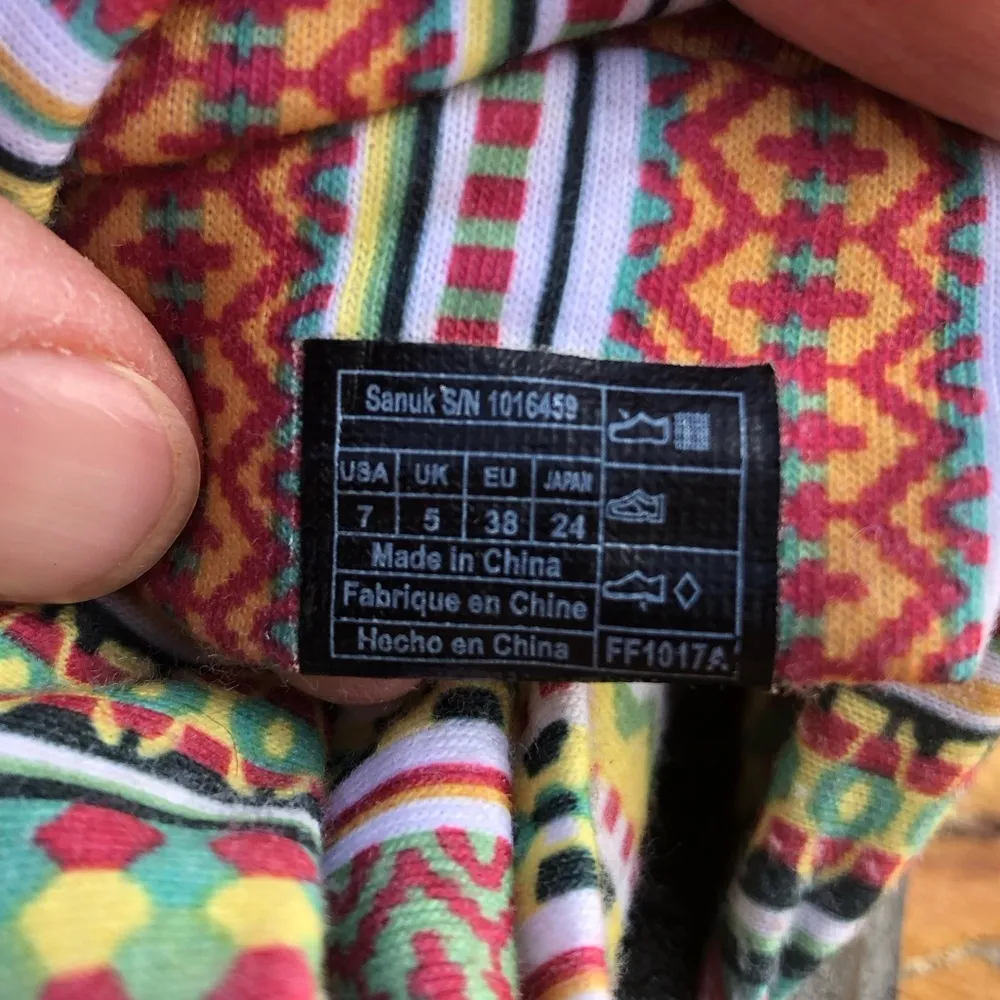 Sanuk S/N 1016459
USA UK EU JAPAN
7 5 38 24
Made in China
Fabrique en Chine
Hecho en China
FF1017A